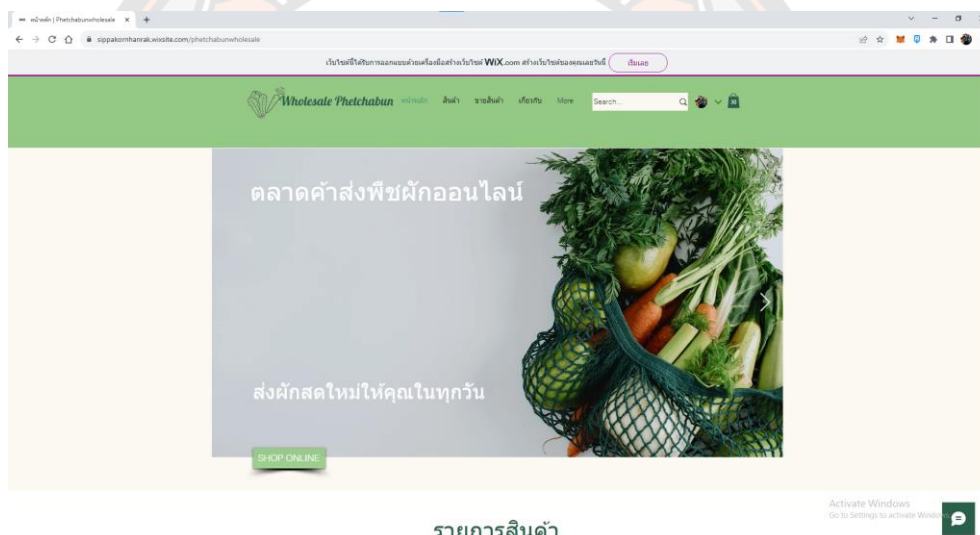 หน้าหลัก | Phetchabunwholesale
sippakornhanrak.wixsite.com/phetchabunwholesale
เว็บไซต์นี้ได้รับการออกแบบด้วยเครื่องมือสร้างเว็บไซต์ WiX.com สร้างเว็บไซต์ของคุณเลยวันนี้ เริ่มเลย
Wholesale Phetchabun หน้าหลัก สินค้า ขายสินค้า เกี่ยวกับ More Search...
ตลาดค้าส่งพืชผักออนไลน์
ส่งผักสดใหม่ให้คุณในทุกวัน
SHOP ONLINE
Activate Windows
Go to Settings to activate Windows
รายการสินค้า